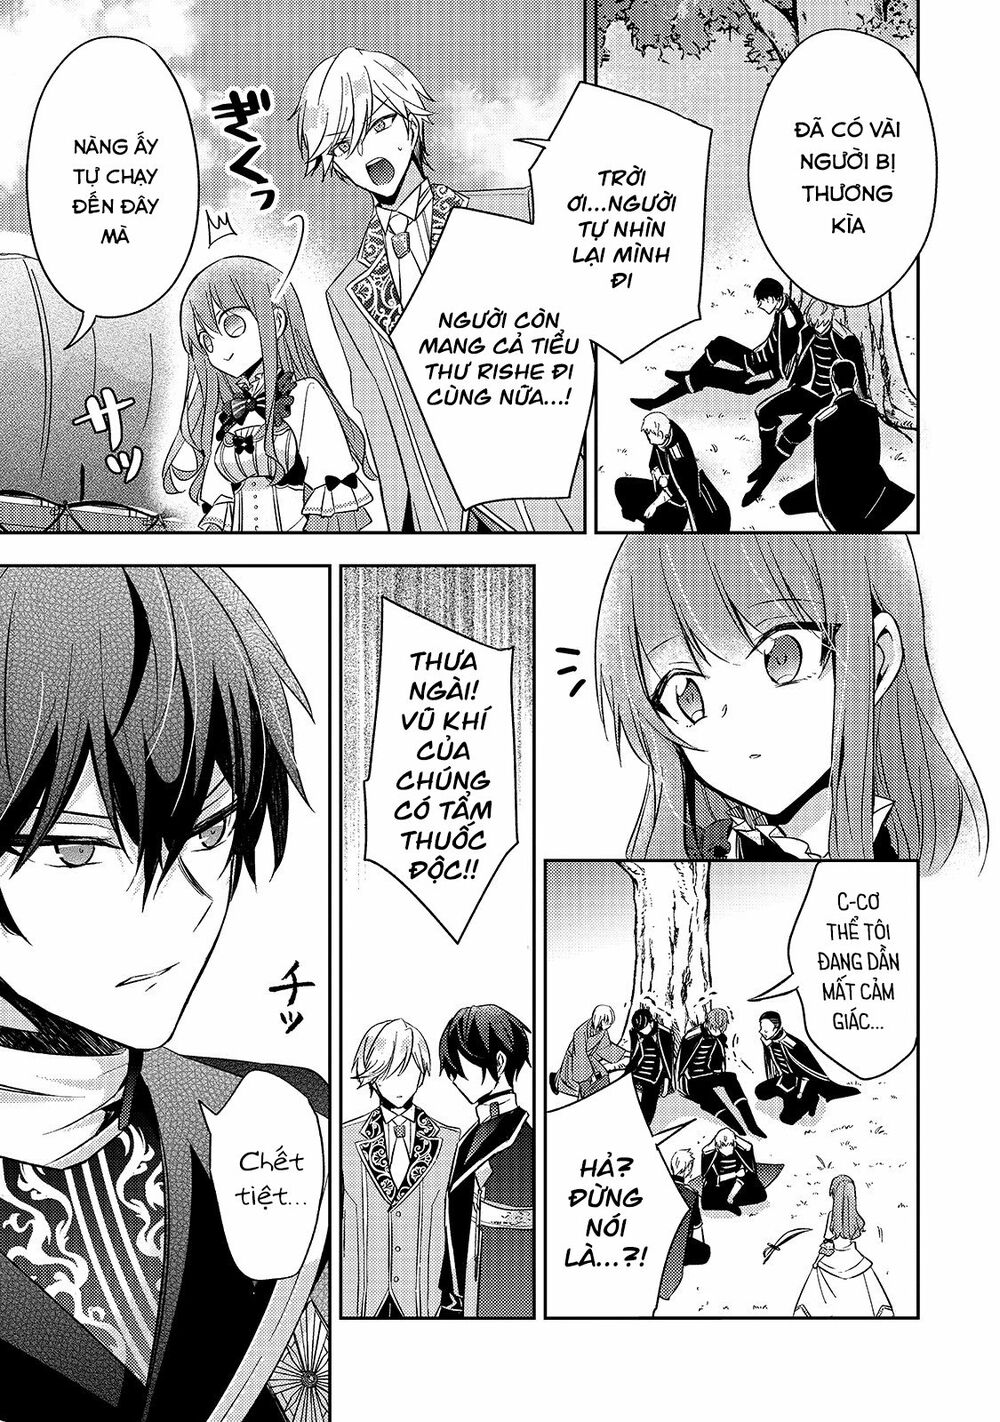 ĐÃ CÓ VÀI
NGƯỜI BỊ
THƯƠNG
KÌA
TRỜI
ƠI...NGƯỜI
TỰ NHÌN
LẠI MÌNH
ĐI
NGƯỜI CÒN
MANG CẢ TIỂU
THƯ RISHE ĐI
CÙNG NỮA...!
ぎくっ
NÀNG ẤY
TỰ CHẠY
ĐẾN ĐÂY
MÀ
サッ
C-CƠ
THỂ TÔI
ĐANG DẦN
MẤT CẢM
GIÁC...
HẢ?
ĐỪNG
NÓI
LÀ...?!
THƯA
NGÀI!
VŨ KHÍ
CỦA
CHÚNG
CÓ TẨM
THUỐC
ĐỘC!!
チッ
Chết
tiệt...